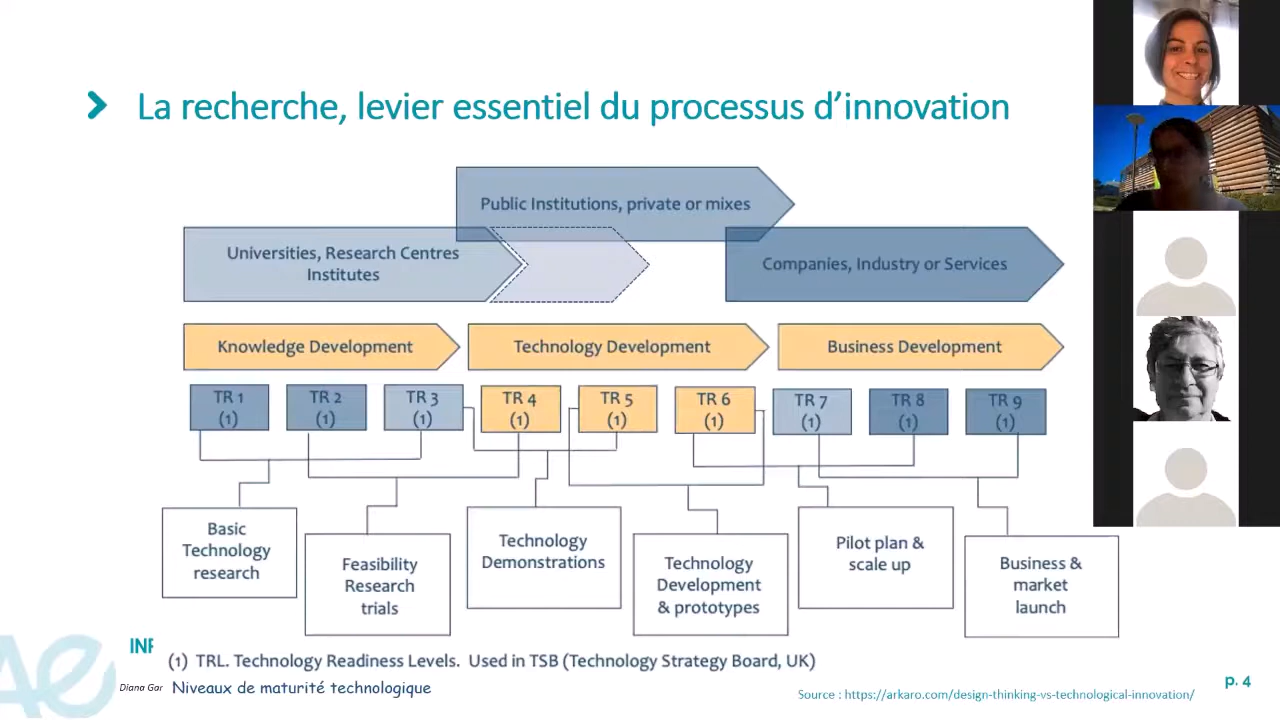 La recherche, levier essentiel du processus d’innovation
Public Institutions, private or mixes
Universities, Research Centres
Institutes
Companies, Industry or Services
Knowledge Development
Technology Development
Business Development
TR 1
(1)
TR 2
(1)
TR 3
(1)
TR 4
(1)
TR 5
(1)
TR 6
(1)
TR 7
(1)
TR 8
(1)
TR 9
(1)
Basic
Technology
research
Feasibility
Research
trials
Technology
Demonstrations
Technology
Development
& prototypes
Pilot plan &
scale up
Business &
market
launch
(1) TRL. Technology Readiness Levels. Used in TSB (Technology Strategy Board, UK)
Diana Gar
Niveaux de maturité technologique
Source : https://arkaro.com/design-thinking-vs-technological-innovation/
p. 4